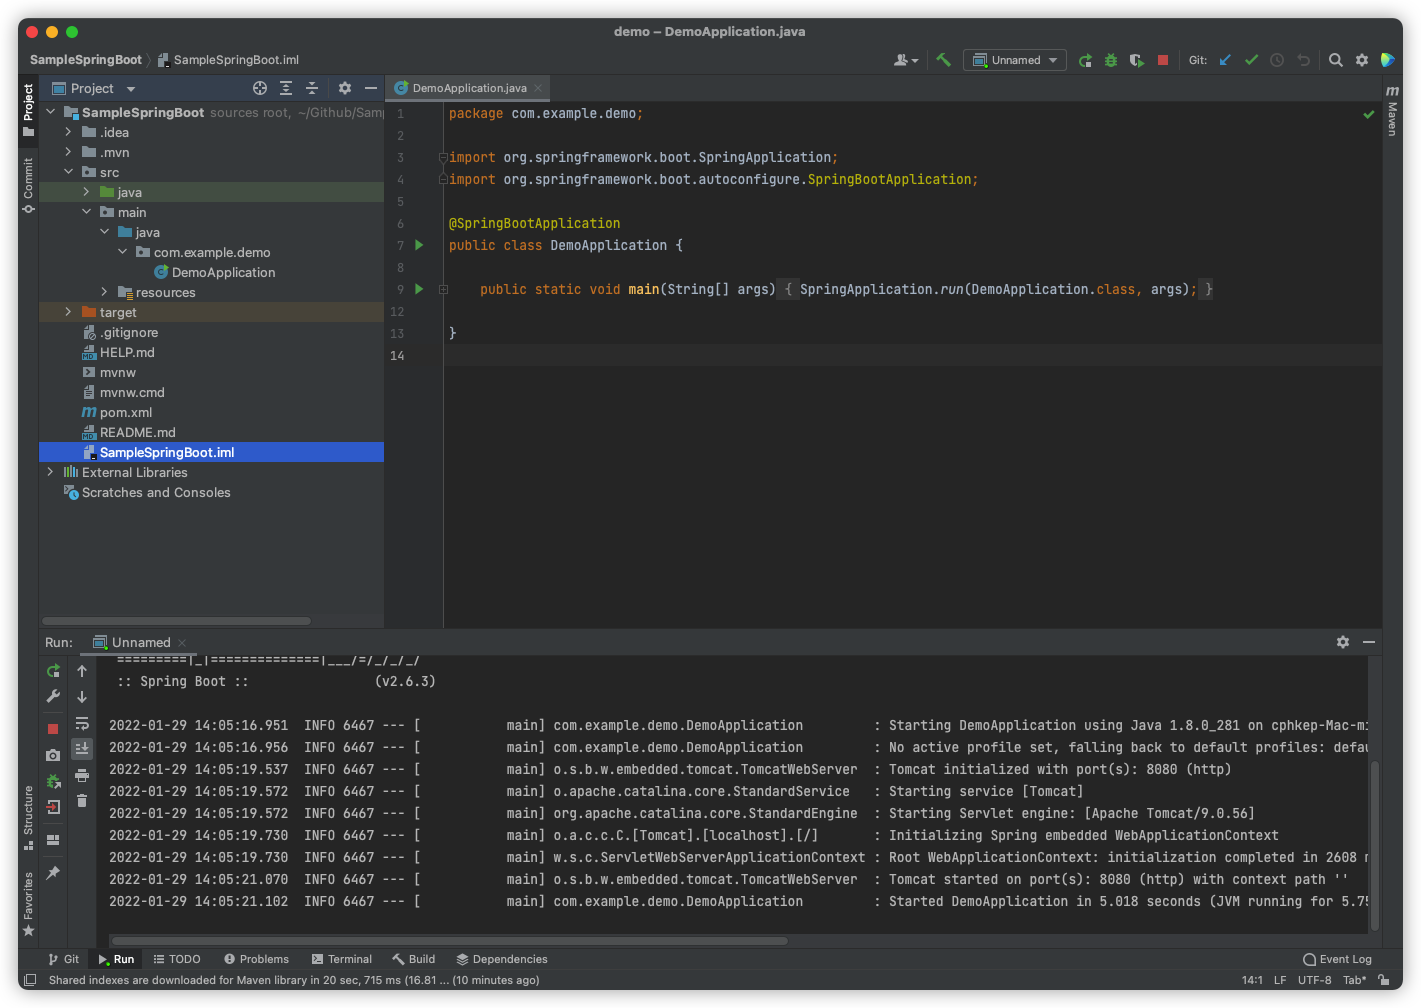 demo – DemoApplication.java
SampleSpringBoot SampleSpringBoot.iml
Unnamed
Git:
Project
DemoApplication.java
Project
Commit
Structure
Favorites
m
Maven
SampleSpringBoot sources root, ~/Github/Sam
.idea
.mvn
src
java
main
java
com.example.demo
DemoApplication
resources
target
.gitignore
HELP.md
mvnw
mvnw.cmd
pom.xml
README.md
SampleSpringBoot.iml
External Libraries
Scratches and Consoles
1 package com.example.demo;
2
3 import org.springframework.boot.SpringApplication;
4 import org.springframework.boot.autoconfigure.SpringBootApplication;
5
6 @SpringBootApplication
7 public class DemoApplication {
8
9 public static void main(String[] args) { SpringApplication.run(DemoApplication.class, args); }
12
13 }
14
Run: Unnamed
=========|_|==============|___/=/_/_/_/
:: Spring Boot :: (v2.6.3)
2022-01-29 14:05:16.951 INFO 6467 --- [ main] com.example.demo.DemoApplication : Starting DemoApplication using Java 1.8.0_281 on cphkep-Mac-mi
2022-01-29 14:05:16.956 INFO 6467 --- [ main] com.example.demo.DemoApplication : No active profile set, falling back to default profiles: defau
2022-01-29 14:05:19.537 INFO 6467 --- [ main] o.s.b.w.embedded.tomcat.TomcatWebServer : Tomcat initialized with port(s): 8080 (http)
2022-01-29 14:05:19.572 INFO 6467 --- [ main] o.apache.catalina.core.StandardService : Starting service [Tomcat]
2022-01-29 14:05:19.572 INFO 6467 --- [ main] org.apache.catalina.core.StandardEngine : Starting Servlet engine: [Apache Tomcat/9.0.56]
2022-01-29 14:05:19.730 INFO 6467 --- [ main] o.a.c.c.C.[Tomcat].[localhost].[/] : Initializing Spring embedded WebApplicationContext
2022-01-29 14:05:19.730 INFO 6467 --- [ main] w.s.c.ServletWebServerApplicationContext : Root WebApplicationContext: initialization completed in 2608 m
2022-01-29 14:05:21.070 INFO 6467 --- [ main] o.s.b.w.embedded.tomcat.TomcatWebServer : Tomcat started on port(s): 8080 (http) with context path ''
2022-01-29 14:05:21.102 INFO 6467 --- [ main] com.example.demo.DemoApplication : Started DemoApplication in 5.018 seconds (JVM running for 5.75
Git Run TODO Problems Terminal Build Dependencies Event Log
Shared indexes are downloaded for Maven library in 20 sec, 715 ms (16.81 ... (10 minutes ago) 14:1 LF UTF-8 Tab*